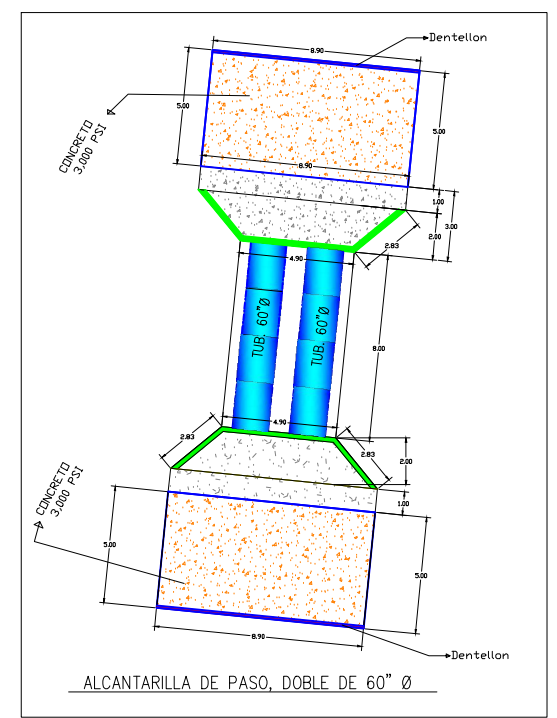 8.90
Dentellon
5.00
5.00
CONCRETO
3,000 PSI
8.90
1.00
3.00
2.00
2.83
4.90
TUB. 60"Ø
TUB. 60"Ø
8.00
4.90
2.83
2.83
2.00
CONCRETO
3,000 PSI
1.00
5.00
5.00
8.90
Dentellon
ALCANTARILLA DE PASO, DOBLE DE 60" Ø